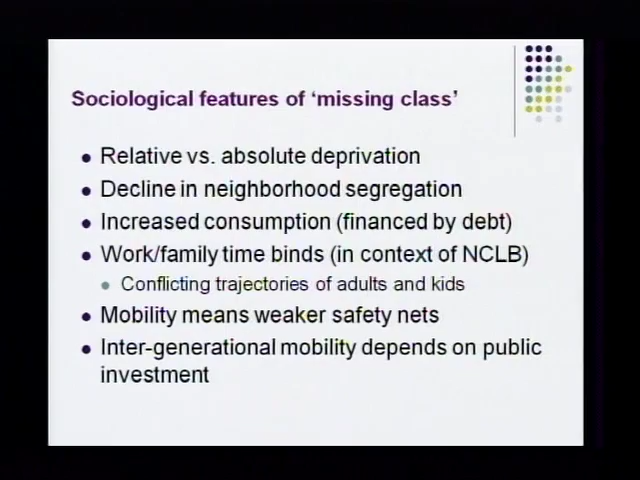 Sociological features of ‘missing class’
Relative vs. absolute deprivation
Decline in neighborhood segregation
Increased consumption (financed by debt)
Work/family time binds (in context of NCLB)
Conflicting trajectories of adults and kids
Mobility means weaker safety nets
Inter-generational mobility depends on public
investment